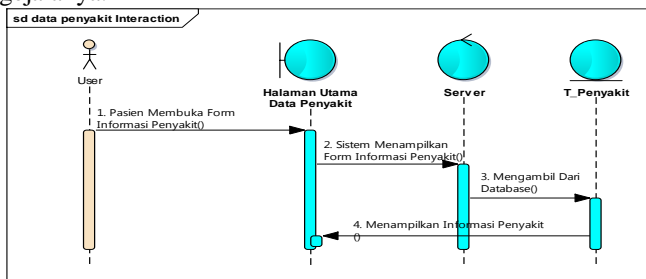 sd data penyakit Interaction
User
Halaman Utama
Data Penyakit
Server
T_Penyakit
1. Pasien Membuka Form
Informasi Penyakit()
2. Sistem Menampilkan
Form Informasi Penyakit()
3. Mengambil Dari
Database()
4. Menampilkan Informasi Penyakit
()